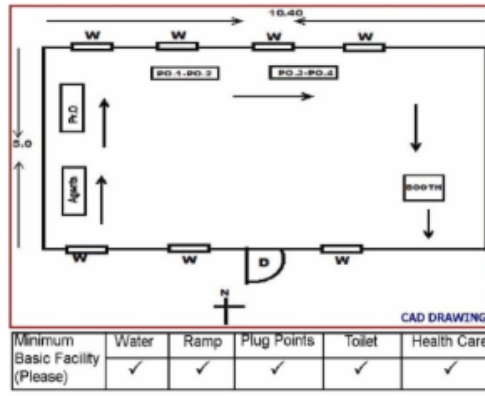 10.40
W W W W
PO.1-PO.2 PO.3-PO.4
Pr.O
5.0
Agents
BOOTH
W W W
D
N
CAD DRAWING
Minimum Basic Facility (Please) Water Ramp Plug Points Toilet Health Care
✓ ✓ ✓ ✓ ✓